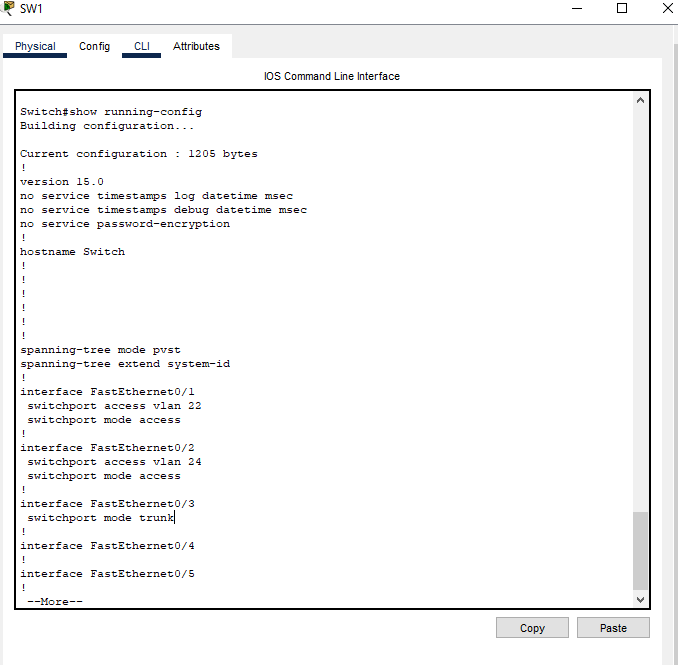 SW1
Physical Config CLI Attributes
IOS Command Line Interface
Switch#show running-config
Building configuration...
Current configuration : 1205 bytes
!
version 15.0
no service timestamps log datetime msec
no service timestamps debug datetime msec
no service password-encryption
!
hostname Switch
!
!
!
!
!
!
spanning-tree mode pvst
spanning-tree extend system-id
!
interface FastEthernet0/1
 switchport access vlan 22
 switchport mode access
!
interface FastEthernet0/2
 switchport access vlan 24
 switchport mode access
!
interface FastEthernet0/3
 switchport mode trunk
!
interface FastEthernet0/4
!
interface FastEthernet0/5
!
 --More--
Copy Paste